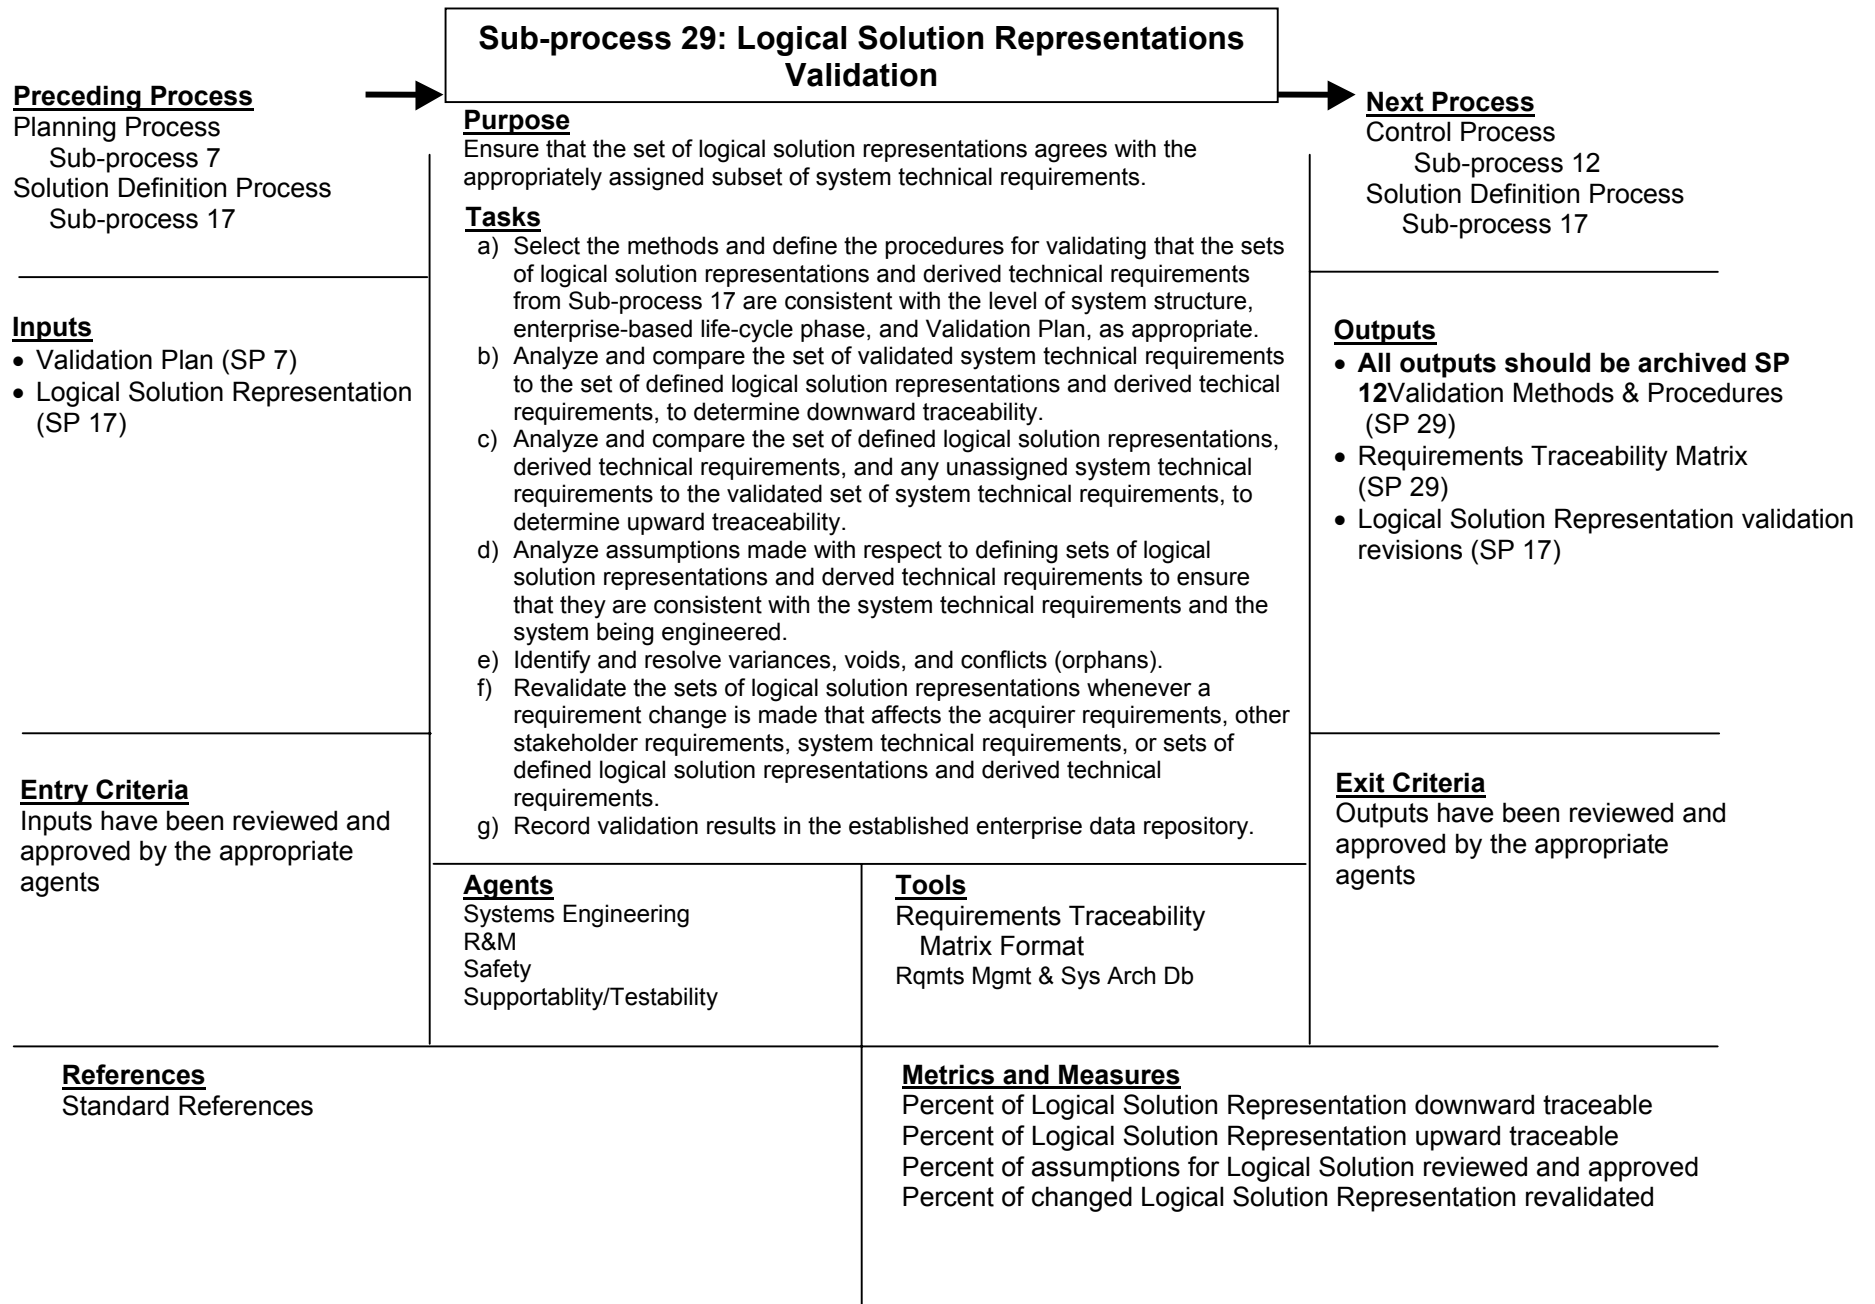 Sub-process 29: Logical Solution Representations
Validation
Preceding Process
Planning Process
Sub-process 7
Solution Definition Process
Sub-process 17
Inputs
• Validation Plan (SP 7)
• Logical Solution Representation
(SP 17)
Entry Criteria
Inputs have been reviewed and
approved by the appropriate
agents
Purpose
Ensure that the set of logical solution representations agrees with the
appropriately assigned subset of system technical requirements.
Tasks
a) Select the methods and define the procedures for validating that the sets
of logical solution representations and derived technical requirements
from Sub-process 17 are consistent with the level of system structure,
enterprise-based life-cycle phase, and Validation Plan, as appropriate.
b) Analyze and compare the set of validated system technical requirements
to the set of defined logical solution representations and derived techical
requirements, to determine downward traceability.
c) Analyze and compare the set of defined logical solution representations,
derived technical requirements, and any unassigned system technical
requirements to the validated set of system technical requirements, to
determine upward treaceability.
d) Analyze assumptions made with respect to defining sets of logical
solution representations and derved technical requirements to ensure
that they are consistent with the system technical requirements and the
system being engineered.
e) Identify and resolve variances, voids, and conflicts (orphans).
f) Revalidate the sets of logical solution representations whenever a
requirement change is made that affects the acquirer requirements, other
stakeholder requirements, system technical requirements, or sets of
defined logical solution representations and derived technical
requirements.
g) Record validation results in the established enterprise data repository.
Agents
Systems Engineering
R&M
Safety
Supportablity/Testability
Tools
Requirements Traceability
Matrix Format
Rqmts Mgmt & Sys Arch Db
Next Process
Control Process
Sub-process 12
Solution Definition Process
Sub-process 17
Outputs
• All outputs should be archived SP
12Validation Methods & Procedures
(SP 29)
• Requirements Traceability Matrix
(SP 29)
• Logical Solution Representation validation
revisions (SP 17)
Exit Criteria
Outputs have been reviewed and
approved by the appropriate
agents
References
Standard References
Metrics and Measures
Percent of Logical Solution Representation downward traceable
Percent of Logical Solution Representation upward traceable
Percent of assumptions for Logical Solution reviewed and approved
Percent of changed Logical Solution Representation revalidated